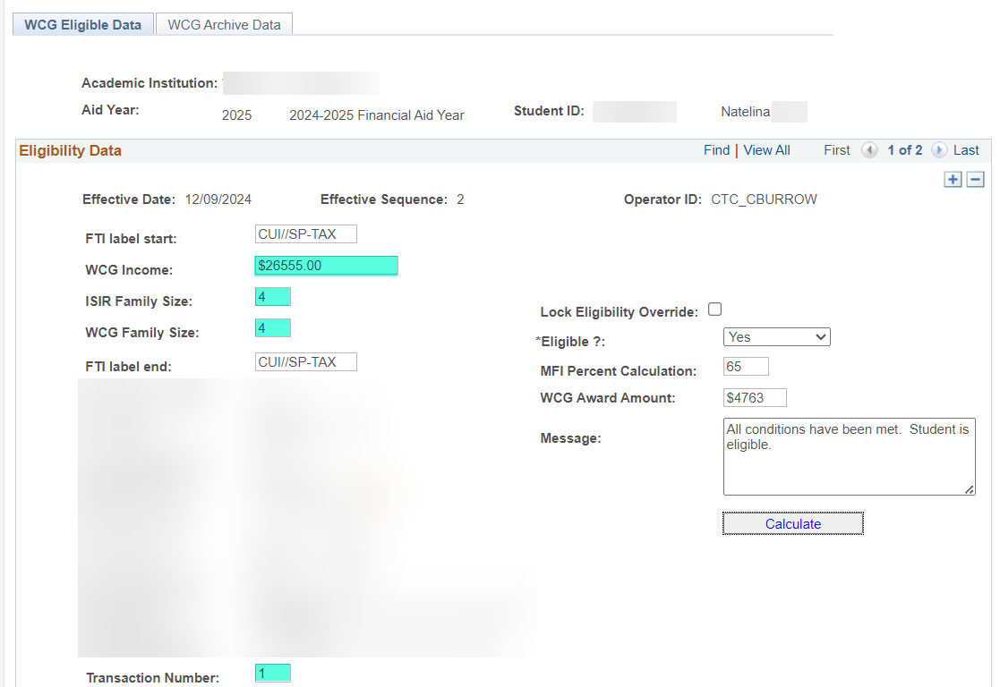 WCG Eligible Data WCG Archive Data
Academic Institution:
Aid Year: 2025 2024-2025 Financial Aid Year Student ID: Natelina
Eligibility Data Find | View All First 1 of 2 Last
Effective Date: 12/09/2024 Effective Sequence: 2 Operator ID: CTC_CBURROW
FTI label start: CUI//SP-TAX
WCG Income: $26555.00
ISIR Family Size: 4
Lock Eligibility Override:
WCG Family Size: 4
*Eligible ?: Yes
FTI label end: CUI//SP-TAX
MFI Percent Calculation: 65
WCG Award Amount: $4763
Message: All conditions have been met. Student is
eligible.
Calculate
Transaction Number: 1